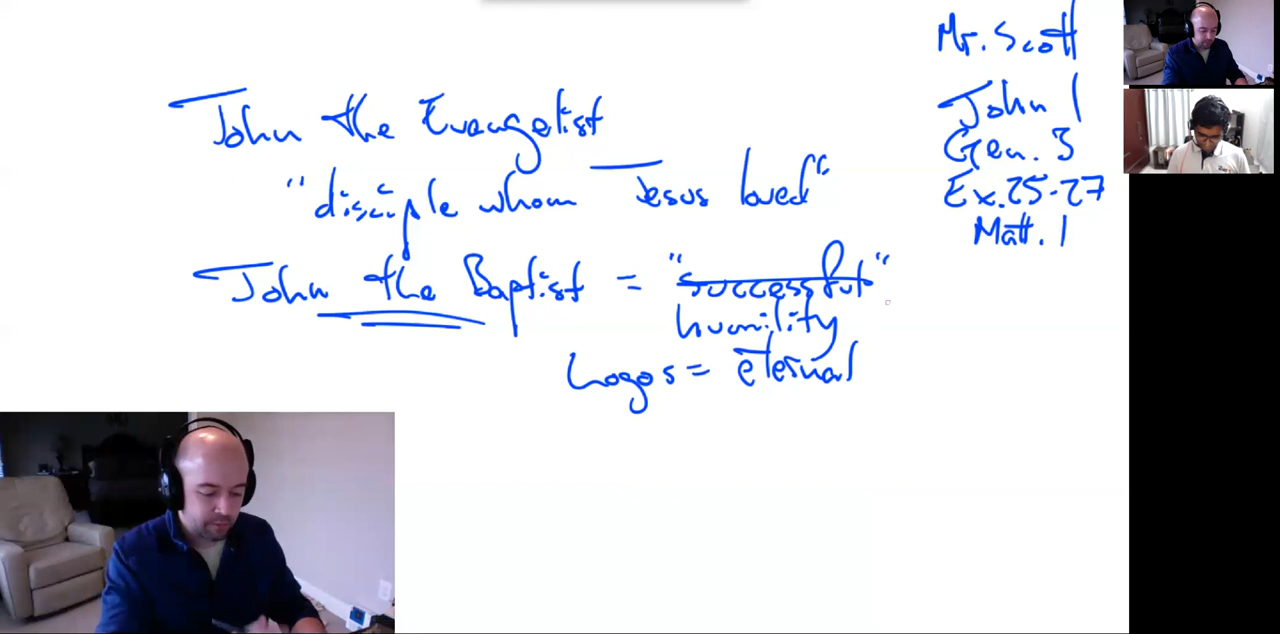 Mr. Scott
John 1
Gen. 3
Ex. 25-27
Matt. 1
John the Evangelist
"disciple whom Jesus loved"
John the Baptist = "successful"
humility
Logos = eternal